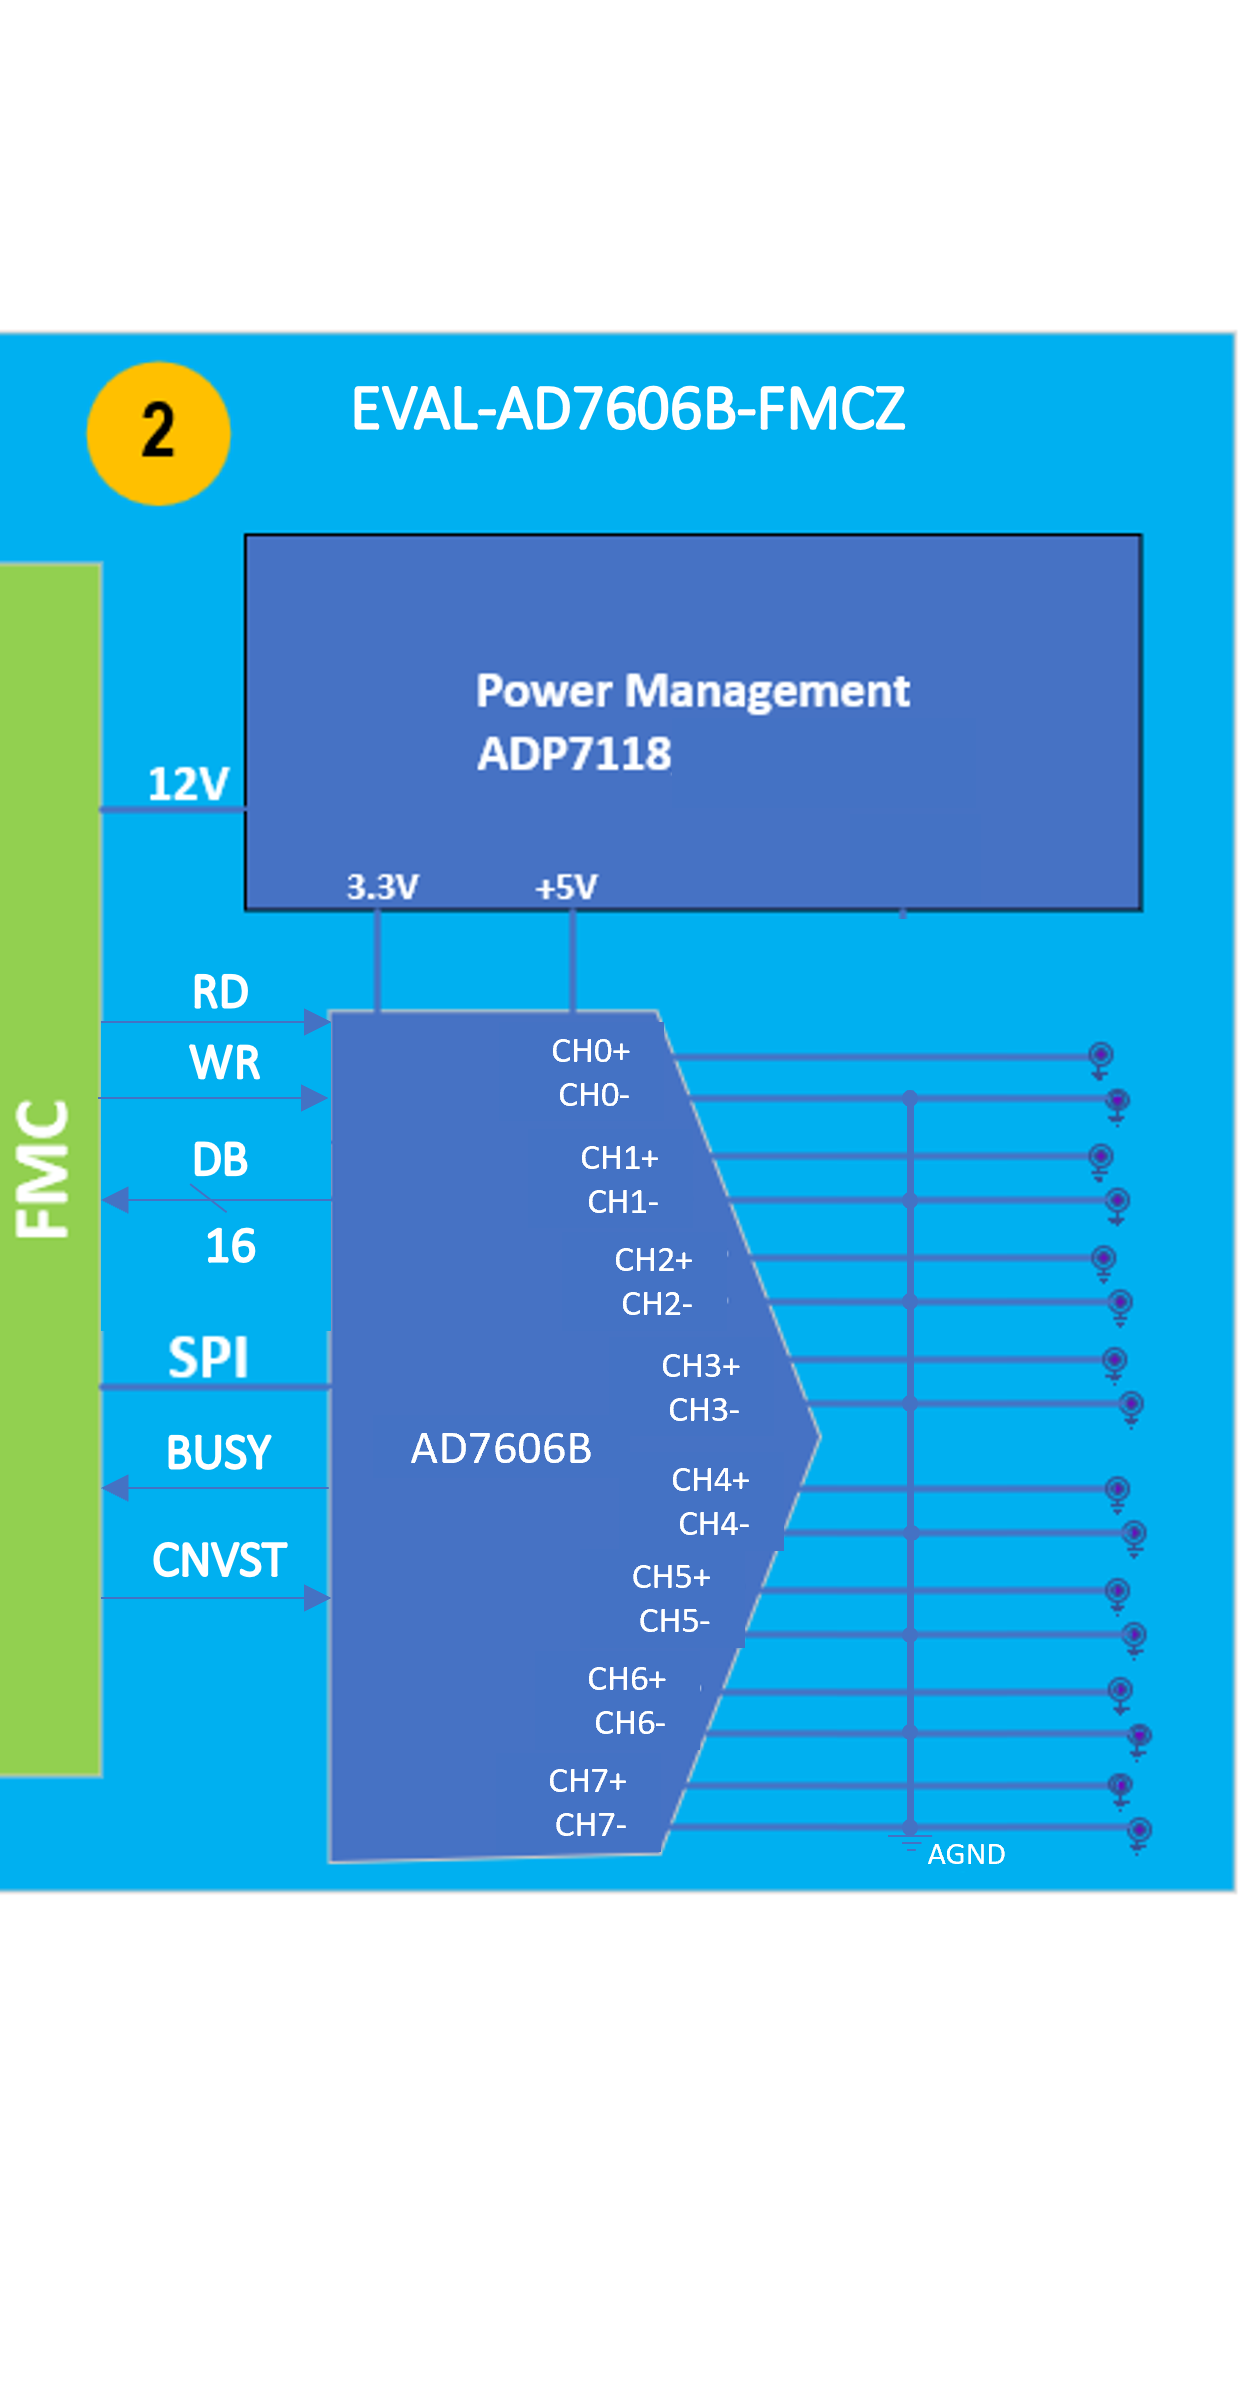 2
EVAL-AD7606B-FMCZ
Power Management
ADP7118
12V
3.3V
+5V
FMC
RD
WR
DB
16
SPI
BUSY
CNVST
AD7606B
CH0+
CH0-
CH1+
CH1-
CH2+
CH2-
CH3+
CH3-
CH4+
CH4-
CH5+
CH5-
CH6+
CH6-
CH7+
CH7-
AGND